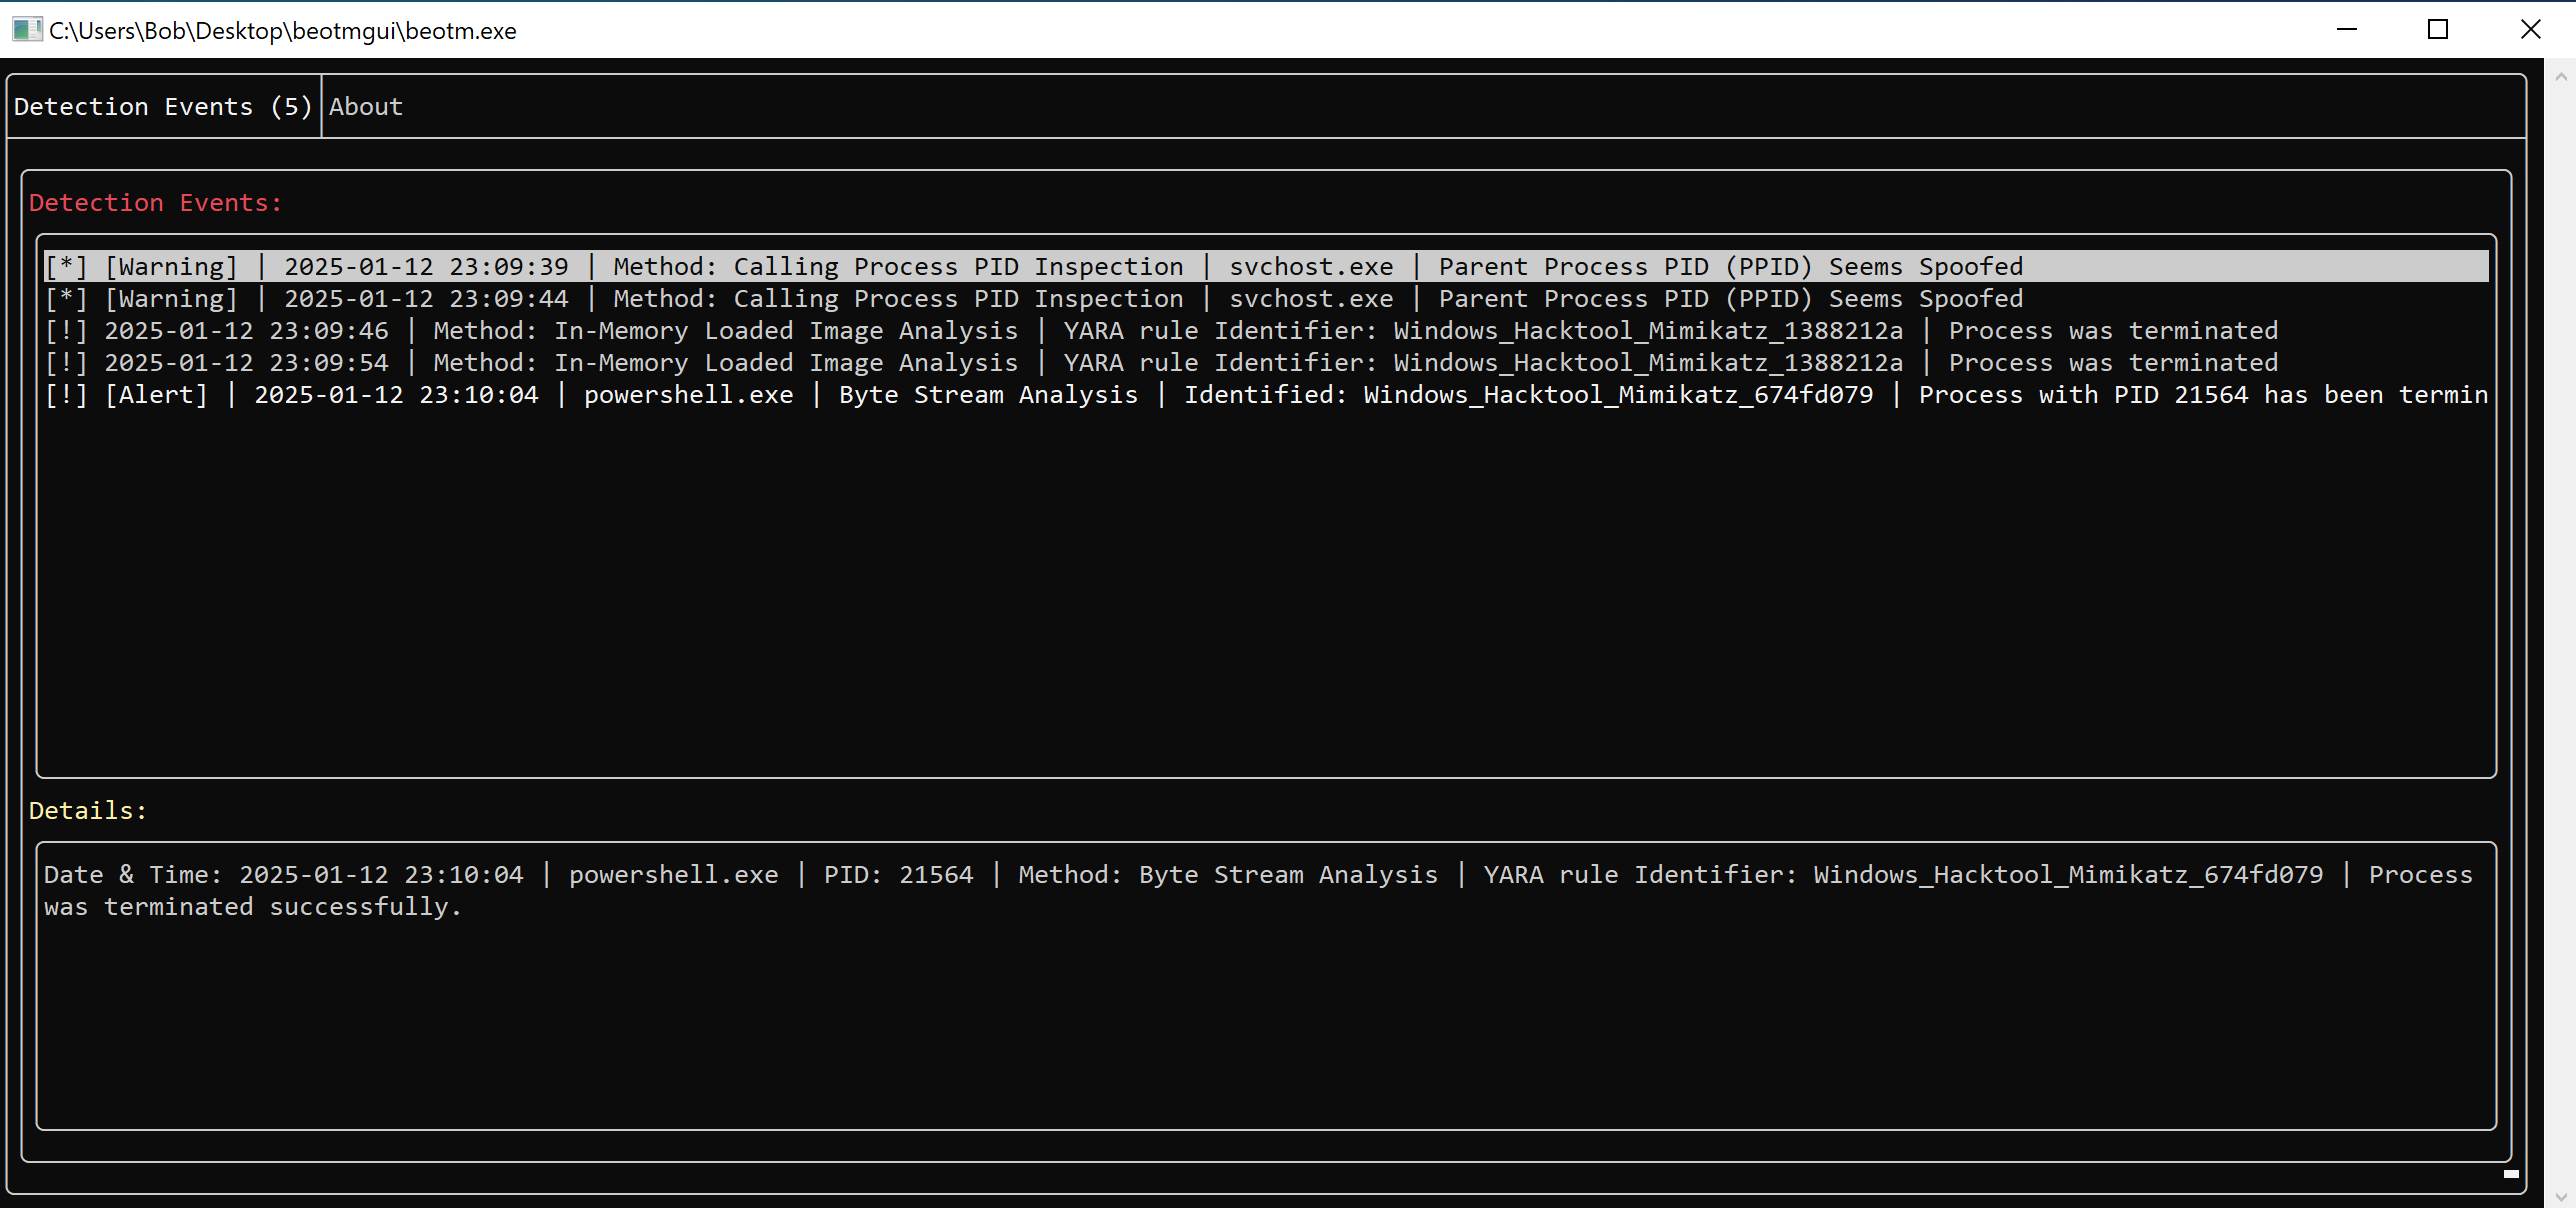 C:\Users\Bob\Desktop\beotmgui\beotm.exe
Detection Events (5) About
Detection Events:
[*] [Warning] | 2025-01-12 23:09:39 | Method: Calling Process PID Inspection | svchost.exe | Parent Process PID (PPID) Seems Spoofed
[*] [Warning] | 2025-01-12 23:09:44 | Method: Calling Process PID Inspection | svchost.exe | Parent Process PID (PPID) Seems Spoofed
[!] 2025-01-12 23:09:46 | Method: In-Memory Loaded Image Analysis | YARA rule Identifier: Windows_Hacktool_Mimikatz_1388212a | Process was terminated
[!] 2025-01-12 23:09:54 | Method: In-Memory Loaded Image Analysis | YARA rule Identifier: Windows_Hacktool_Mimikatz_1388212a | Process was terminated
[!] [Alert] | 2025-01-12 23:10:04 | powershell.exe | Byte Stream Analysis | Identified: Windows_Hacktool_Mimikatz_674fd079 | Process with PID 21564 has been termin
Details:
Date & Time: 2025-01-12 23:10:04 | powershell.exe | PID: 21564 | Method: Byte Stream Analysis | YARA rule Identifier: Windows_Hacktool_Mimikatz_674fd079 | Process
was terminated successfully.